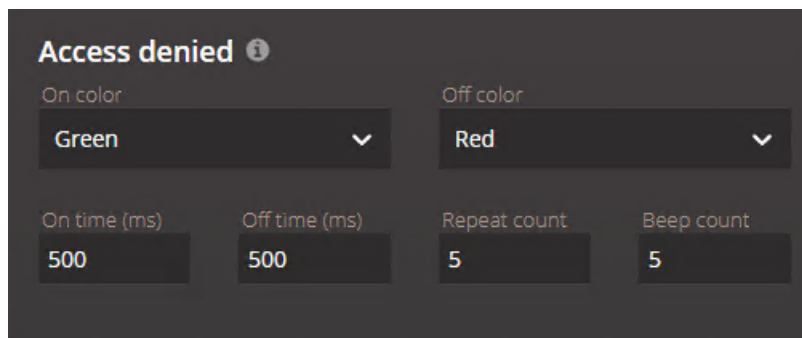 Access denied
On color Off color
Green Red
On time (ms) Off time (ms) Repeat count Beep count
500 500 5 5